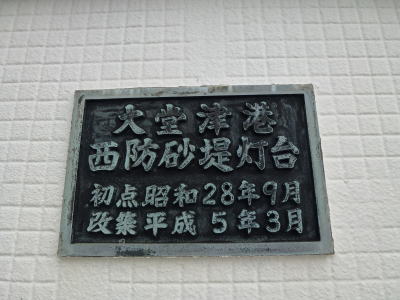 大堂津港
西防砂堤灯台
初点昭和28年9月
改築平成5年3月